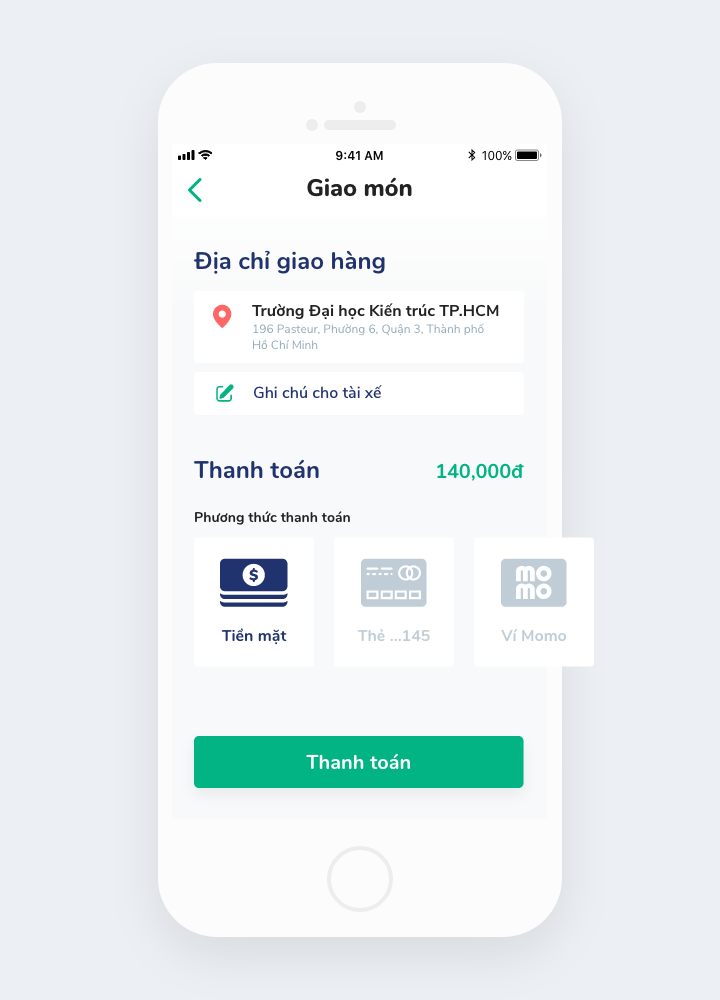 9:41 AM
100%
Giao món
Địa chỉ giao hàng
Trường Đại học Kiến trúc TP.HCM
196 Pasteur, Phường 6, Quận 3, Thành phố
Hồ Chí Minh
Ghi chú cho tài xế
Thanh toán
140,000đ
Phương thức thanh toán
$
mo
mo
Tiền mặt
Thẻ ...145
Ví Momo
Thanh toán